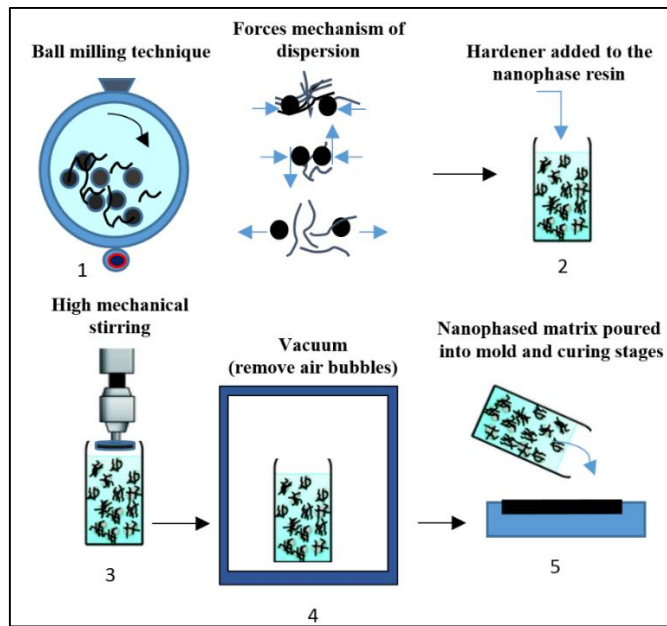 Ball milling technique
Forces mechanism of
dispersion
Hardener added to the
nanophase resin
1
2
High mechanical
stirring
Vacuum
(remove air bubbles)
Nanophased matrix poured
into mold and curing stages
3
4
5